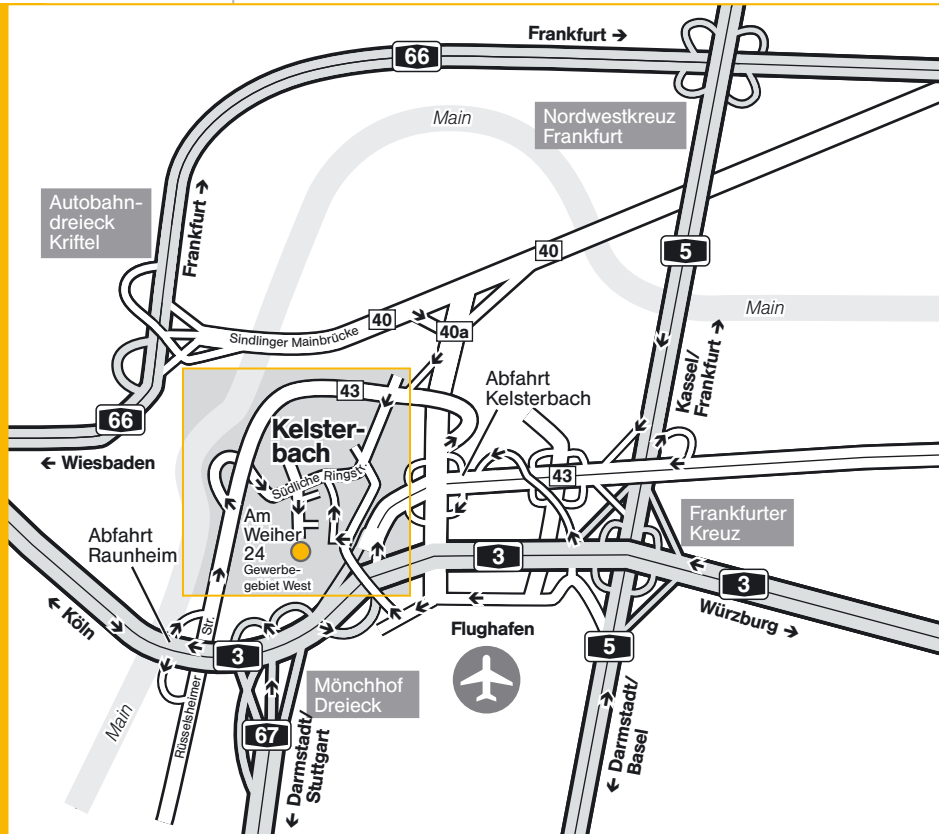 Frankfurt →
66
Main
Nordwestkreuz
Frankfurt
Autobahn-
dreieck
Kriftel
Frankfurt →
5
40
Main
40
Sindlinger Mainbrücke
40a
Kassel/
Frankfurt →
Abfahrt
Kelsterbach
43
66
← Wiesbaden
Kelster-
bach
Südliche Ringstr.
43
Am
Weiher
24
Gewerbe-
gebiet West
Frankfurter
Kreuz
Abfahrt
Raunheim
3
3
← Köln
Würzburg →
Str.
Flughafen
5
3
Mönchhof
Dreieck
Rüsselsheimer
Main
67
← Darmstadt/
Stuttgart
← Darmstadt/
Basel